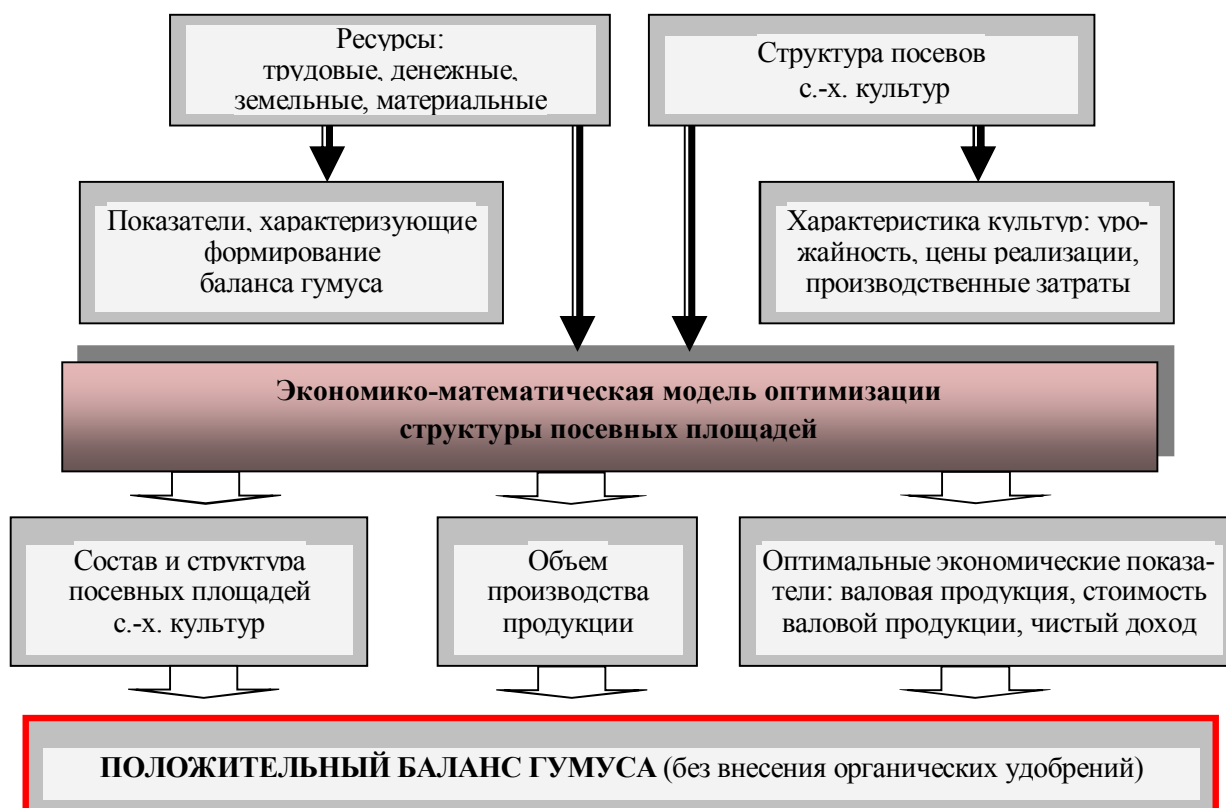 Ресурсы:
трудовые, денежные,
земельные, материальные
Структура посевов
с.-х. культур
Показатели, характеризующие
формирование
баланса гумуса
Характеристика культур: уро-
жайность, цены реализации,
производственные затраты
Экономико-математическая модель оптимизации
структуры посевных площадей
Состав и структура
посевных площадей
с.-х. культур
Объем
производства
продукции
Оптимальные экономические показа-
тели: валовая продукция, стоимость
валовой продукции, чистый доход
ПОЛОЖИТЕЛЬНЫЙ БАЛАНС ГУМУСА (без внесения органических удобрений)